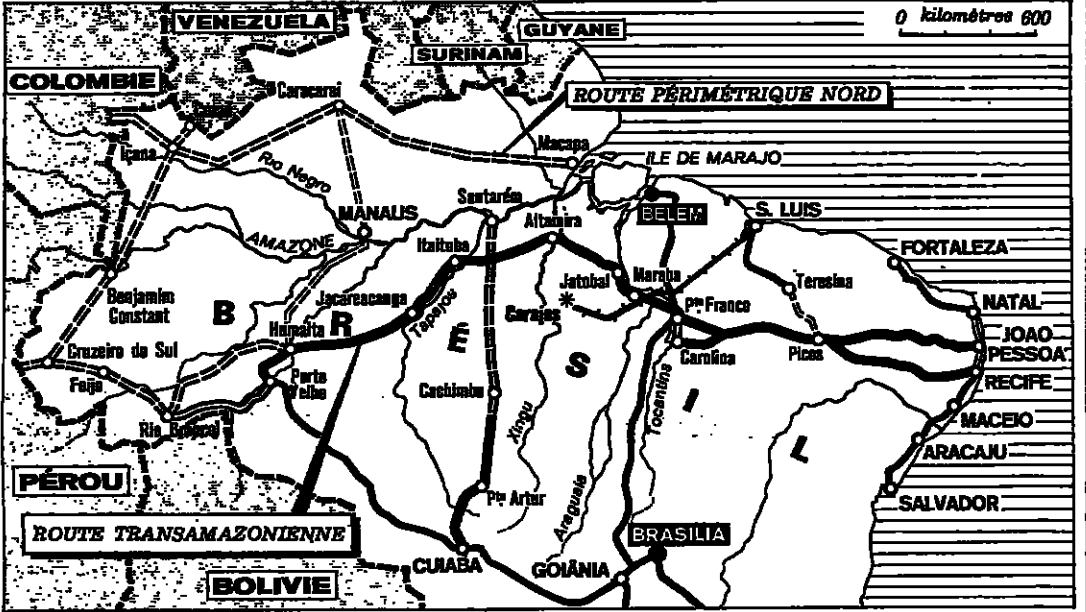 VENEZUELA
GUYANE
SURINAM
COLOMBIE
0 kilomètres 600
Caracarai
ROUTE PÉRIMÉTRIQUE NORD
Içana
Macapa
Rio Negro
ILE DE MARAJO
Santarém
MANAUS
Altamira
BELEM
S. LUIS
AMAZONE
Itaituba
FORTALEZA
Jatobal
Maraba
Teresina
Benjamim
Constant
Jacareacanga
Tapajos
Carajas
Pto France
NATAL
B
R
E
S
I
L
Humaita
JOAO
PESSOA
Cruzeiro do Sul
Carolina
Picos
Feijo
Porto
Velho
Cachimbo
Xingu
Tocantins
RECIFE
Rio Branco
MACEIO
ARACAJU
PÉROU
Pto Artur
Araguaia
SALVADOR
ROUTE TRANSAMAZONIENNE
BRASILIA
CUIABA
GOIÂNIA
BOLIVIE